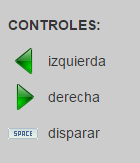 CONTROLES:
izquierda
derecha
SPACE disparar